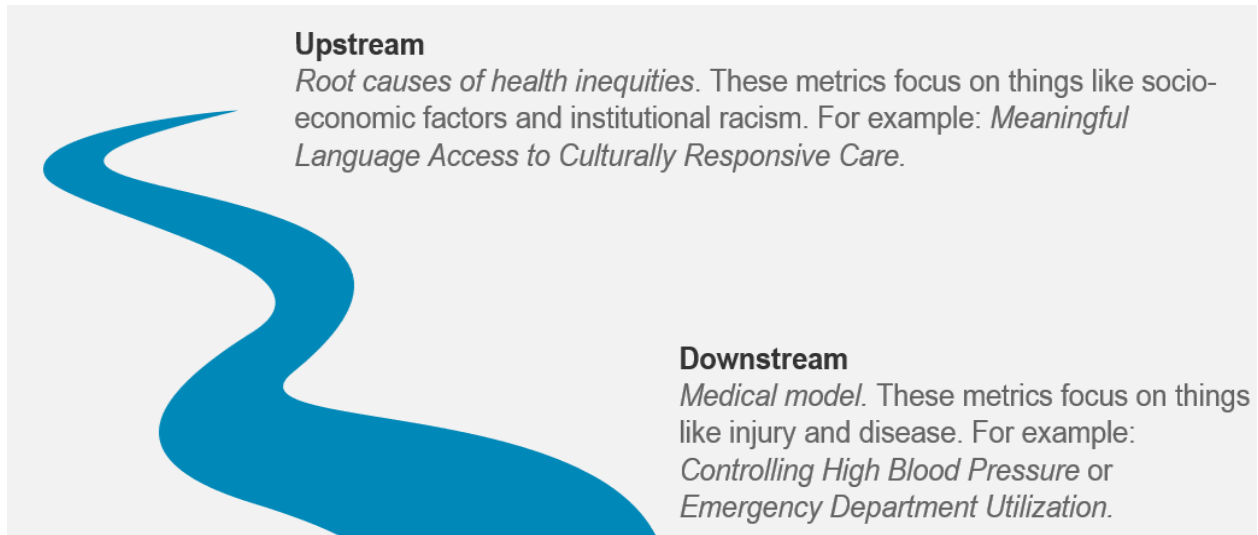 Upstream
Root causes of health inequities. These metrics focus on things like socio-
economic factors and institutional racism. For example: Meaningful
Language Access to Culturally Responsive Care.
Downstream
Medical model. These metrics focus on things
like injury and disease. For example:
Controlling High Blood Pressure or
Emergency Department Utilization.